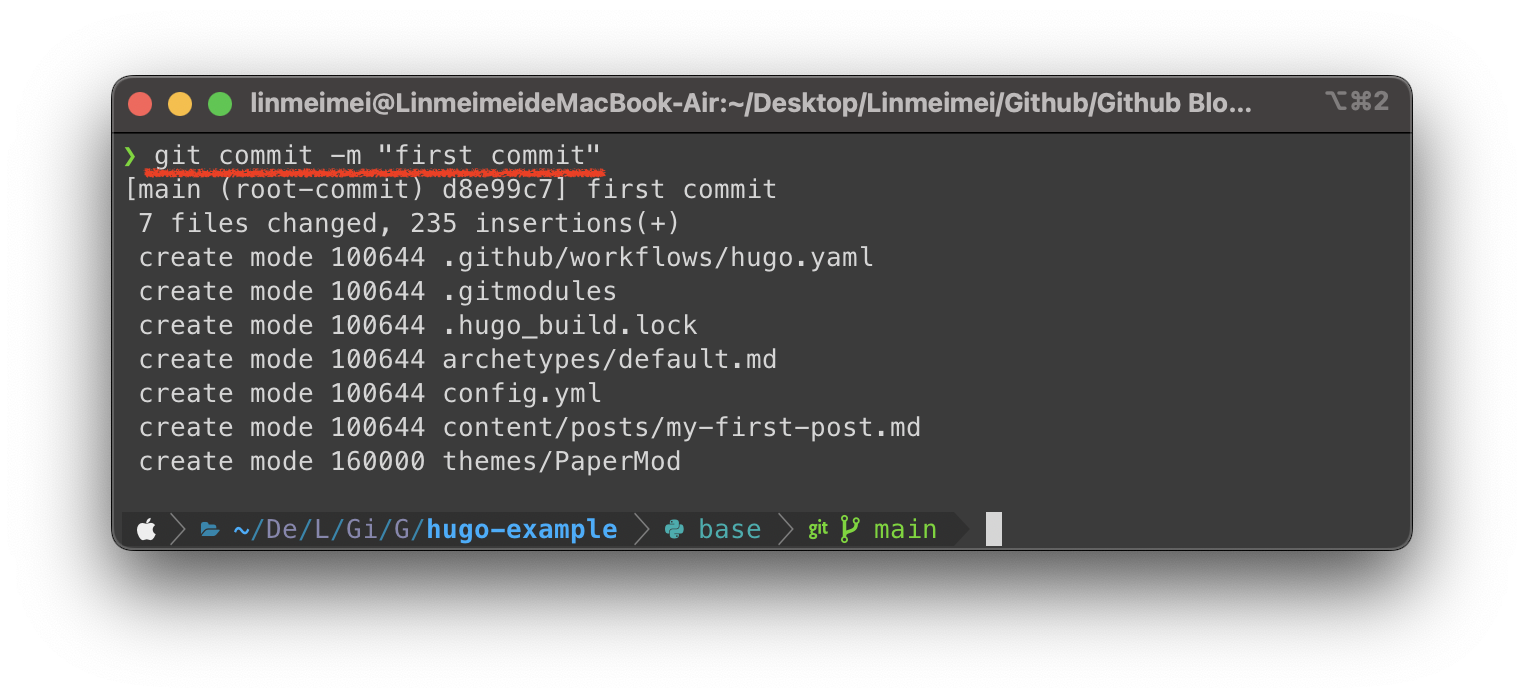 linmeimei@LinmeimeideMacBook-Air:~/Desktop/Linmeimei/Github/Github Blo... ⌥⌘2
❯ git commit -m "first commit"
[main (root-commit) d8e99c7] first commit
 7 files changed, 235 insertions(+)
 create mode 100644 .github/workflows/hugo.yaml
 create mode 100644 .gitmodules
 create mode 100644 .hugo_build.lock
 create mode 100644 archetypes/default.md
 create mode 100644 config.yml
 create mode 100644 content/posts/my-first-post.md
 create mode 160000 themes/PaperMod
~/De/L/Gi/G/hugo-example base git main